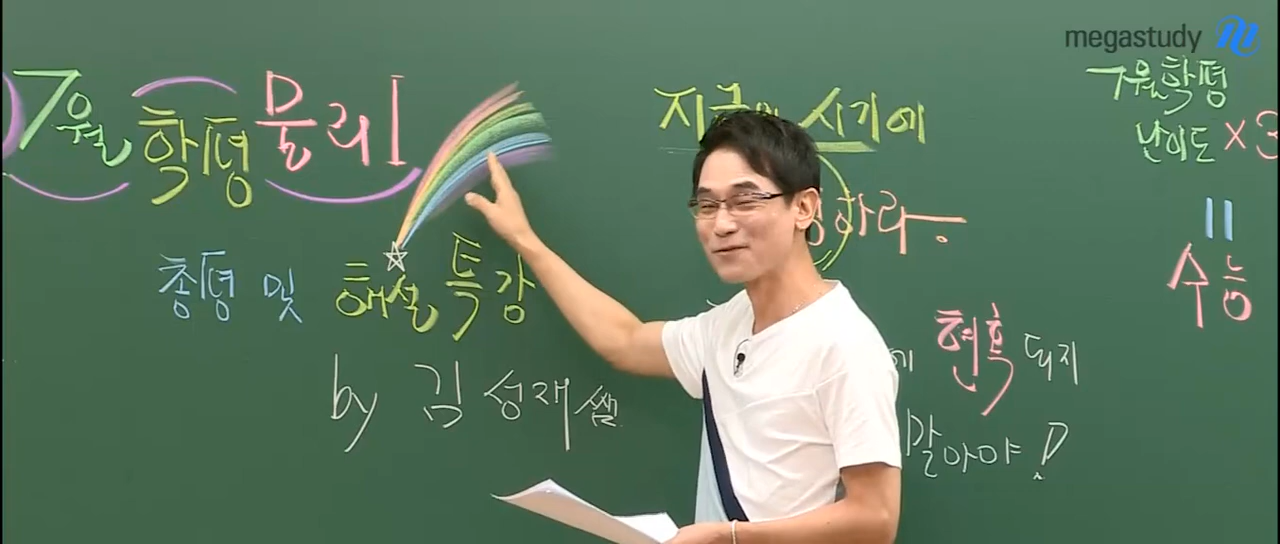 megastudy
7월 학평 물리 I
총평 및 해설 특강
by 김성재 쌤
지금의 시기에
하라.
현혹 되지
말아야!
7월 학평
난이도 ×3
=
수능